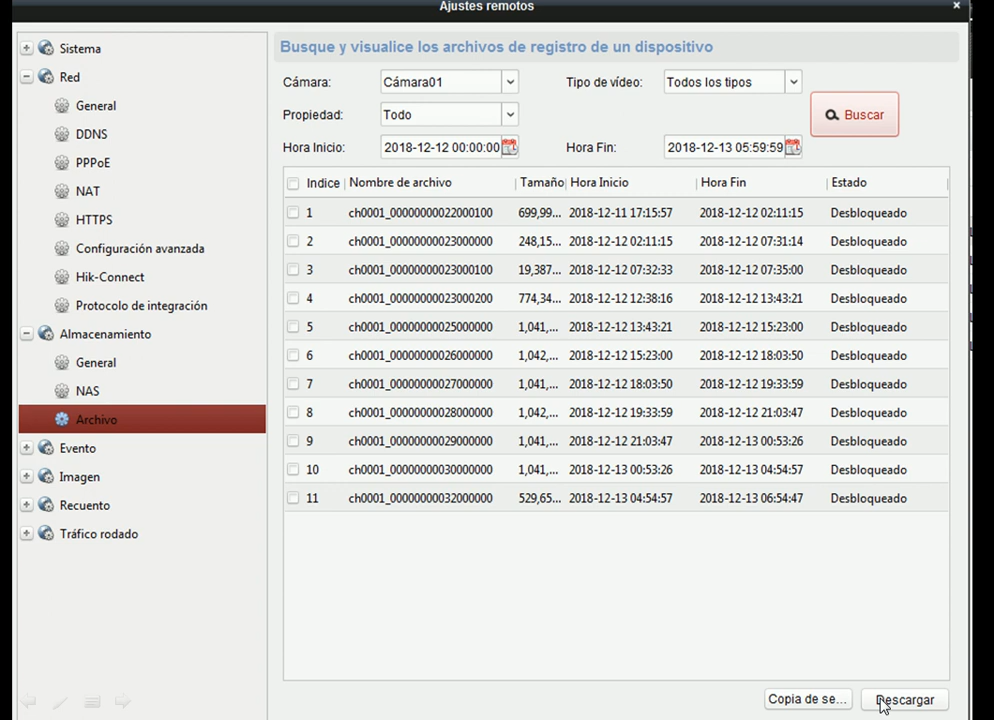 Ajustes remotos
×
Sistema
Red
General
DDNS
PPPoE
NAT
HTTPS
Configuración avanzada
Hik-Connect
Protocolo de integración
Almacenamiento
General
NAS
Archivo
Evento
Imagen
Recuento
Tráfico rodado
Busque y visualice los archivos de registro de un dispositivo
Cámara: Cámara01 Tipo de vídeo: Todos los tipos
Propiedad: Todo
Buscar
Hora Inicio: 2018-12-12 00:00:00 Hora Fin: 2018-12-13 05:59:59
Indice Nombre de archivo Tamaño Hora Inicio Hora Fin Estado
1 ch0001_00000000022000100 699,99... 2018-12-11 17:15:57 2018-12-12 02:11:15 Desbloqueado
2 ch0001_00000000023000000 248,15... 2018-12-12 02:11:15 2018-12-12 07:31:14 Desbloqueado
3 ch0001_00000000023000100 19,387... 2018-12-12 07:32:33 2018-12-12 07:35:00 Desbloqueado
4 ch0001_00000000023000200 774,34... 2018-12-12 12:38:16 2018-12-12 13:43:21 Desbloqueado
5 ch0001_00000000025000000 1,041,... 2018-12-12 13:43:21 2018-12-12 15:23:00 Desbloqueado
6 ch0001_00000000026000000 1,042,... 2018-12-12 15:23:00 2018-12-12 18:03:50 Desbloqueado
7 ch0001_00000000027000000 1,041,... 2018-12-12 18:03:50 2018-12-12 19:33:59 Desbloqueado
8 ch0001_00000000028000000 1,042,... 2018-12-12 19:33:59 2018-12-12 21:03:47 Desbloqueado
9 ch0001_00000000029000000 1,041,... 2018-12-12 21:03:47 2018-12-13 00:53:26 Desbloqueado
10 ch0001_00000000030000000 1,041,... 2018-12-13 00:53:26 2018-12-13 04:54:57 Desbloqueado
11 ch0001_00000000032000000 529,65... 2018-12-13 04:54:57 2018-12-13 06:54:47 Desbloqueado
Copia de se... Descargar